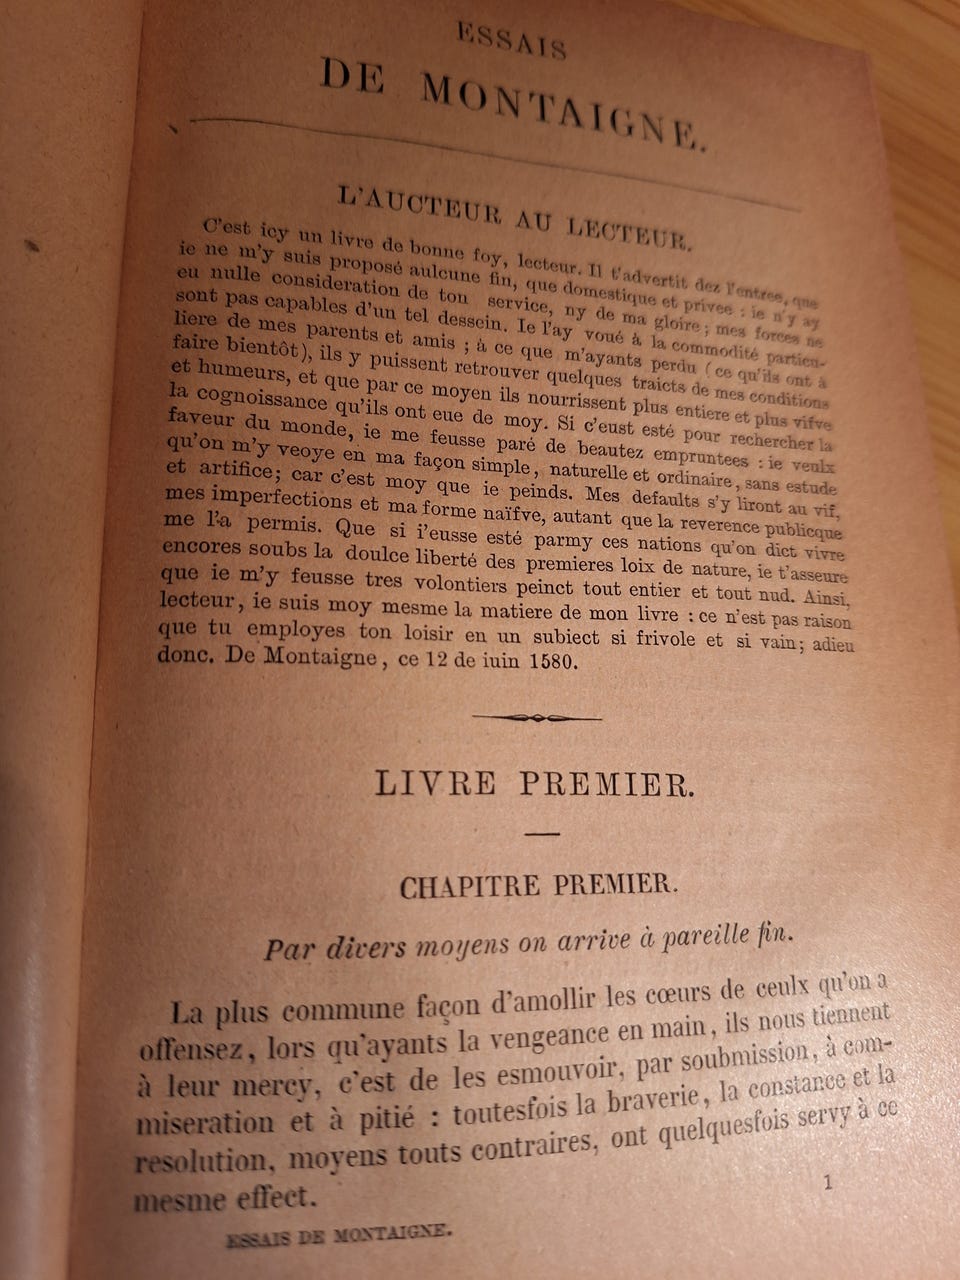 ESSAIS
DE MONTAIGNE.
L'AUCTEUR AU LECTEUR.
C'est icy un livre de bonne foy, lecteur. Il t'advertit dez l'entree, que
ie ne m'y suis proposé aulcune fin, que domestique et privee : ie n'y ay
eu nulle consideration de ton service, ny de ma gloire ; mes forces ne
sont pas capables d'un tel dessein. Ie l'ay voué à la commodité particu-
liere de mes parents et amis ; à ce que m'ayants perdu (ce qu'ils ont à
faire bientôt), ils y puissent retrouver quelques traicts de mes conditions
et humeurs, et que par ce moyen ils nourrissent plus entiere et plus vifve
la cognoissance qu'ils ont eue de moy. Si c'eust esté pour rechercher la
faveur du monde, ie me feusse paré de beautez empruntees : ie veulx
qu'on m'y veoye en ma façon simple, naturelle et ordinaire, sans estude
et artifice; car c'est moy que ie peinds. Mes defaults s'y liront au vif,
mes imperfections et ma forme naïfve, autant que la reverence publicque
me l'a permis. Que si i'eusse esté parmy ces nations qu'on dict vivre
encores soubs la doulce liberté des premieres loix de nature, ie t'asseure
que ie m'y feusse tres volontiers peinct tout entier et tout nud. Ainsi,
lecteur, ie suis moy mesme la matiere de mon livre : ce n'est pas raison
que tu employes ton loisir en un subiect si frivole et si vain; adieu
donc. De Montaigne, ce 12 de iuin 1580.
LIVRE PREMIER.
CHAPITRE PREMIER.
Par divers moyens on arrive à pareille fin.
La plus commune façon d'amollir les cœurs de ceulx qu'on a
offensez, lors qu'ayants la vengeance en main, ils nous tiennent
à leur mercy, c'est de les esmouvoir, par soubmission, à com-
miseration et à pitié : toutesfois la braverie, la constance et la
resolution, moyens touts contraires, ont quelquesfois servy à ce
mesme effect.
ESSAIS DE MONTAIGNE.
1